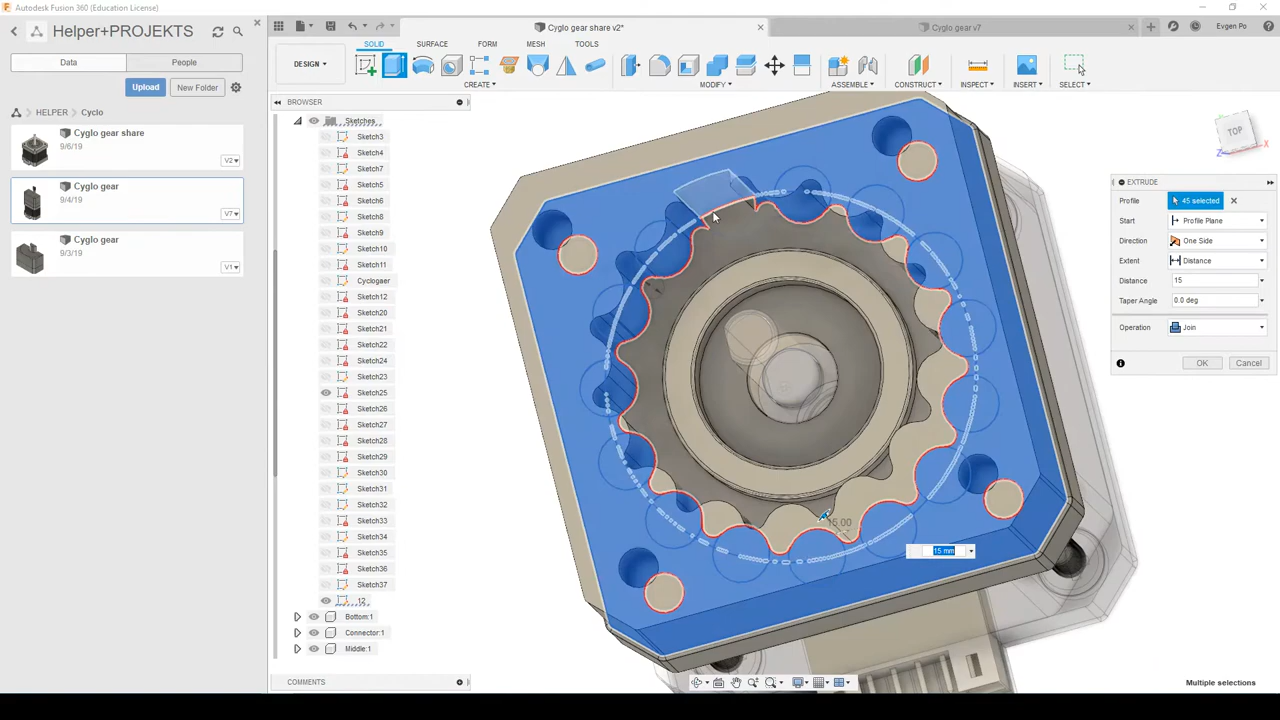 Autodesk Fusion 360 (Education License)
Helper+PROJEKTS
Data People
Upload New Folder
HELPER Cyclo
Cyglo gear share
9/6/19
V2
Cyglo gear
9/4/19
V7
Cyglo gear
9/3/19
V1
Cyglo gear share v2*
Cyglo gear v7
Evgen Po
SOLID SURFACE FORM MESH TOOLS
DESIGN
CREATE MODIFY ASSEMBLE CONSTRUCT INSPECT INSERT SELECT
BROWSER
Sketches
Sketch3
Sketch4
Sketch7
Sketch5
Sketch6
Sketch8
Sketch9
Sketch10
Sketch11
Cyclogaer
Sketch12
Sketch20
Sketch21
Sketch22
Sketch24
Sketch23
Sketch25
Sketch26
Sketch27
Sketch28
Sketch29
Sketch30
Sketch31
Sketch32
Sketch33
Sketch34
Sketch35
Sketch36
Sketch37
12
Bottom:1
Connector:1
Middle:1
COMMENTS
TOP
Z X
EXTRUDE
Profile 45 selected
Start Profile Plane
Direction One Side
Extent Distance
Distance 15
Taper Angle 0.0 deg
Operation Join
OK Cancel
15.00
15 mm
Multiple selections